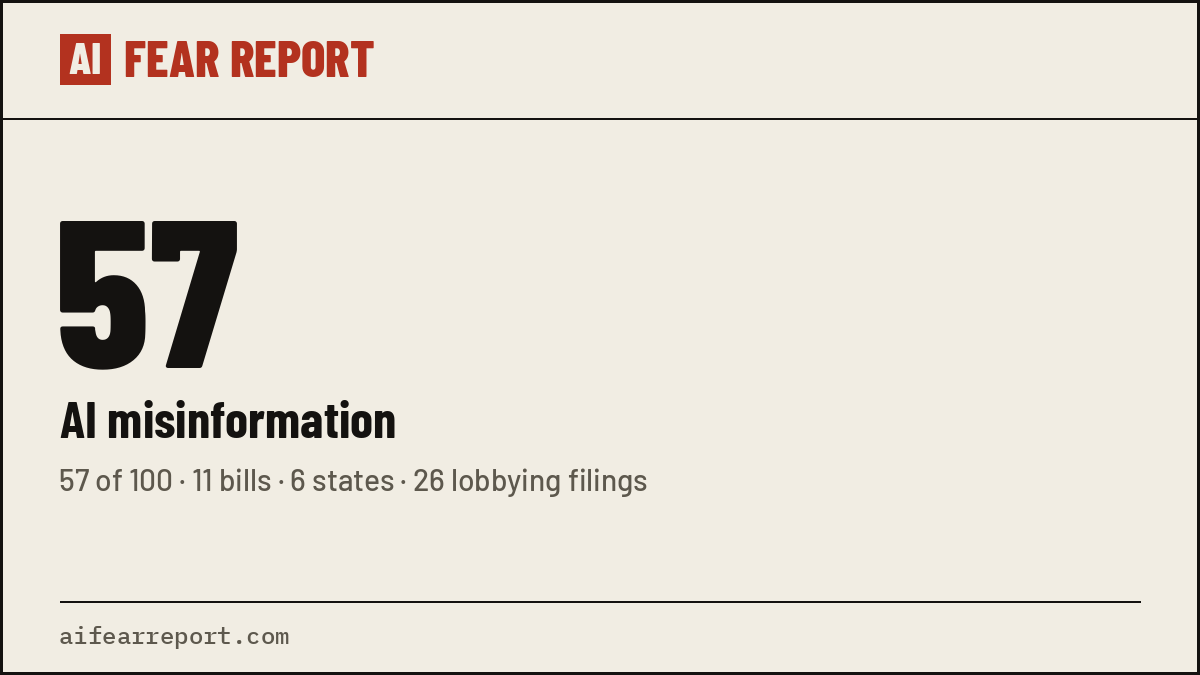 AI FEAR REPORT
57
AI misinformation
57 of 100 · 11 bills · 6 states · 26 lobbying filings
aifearreport.com